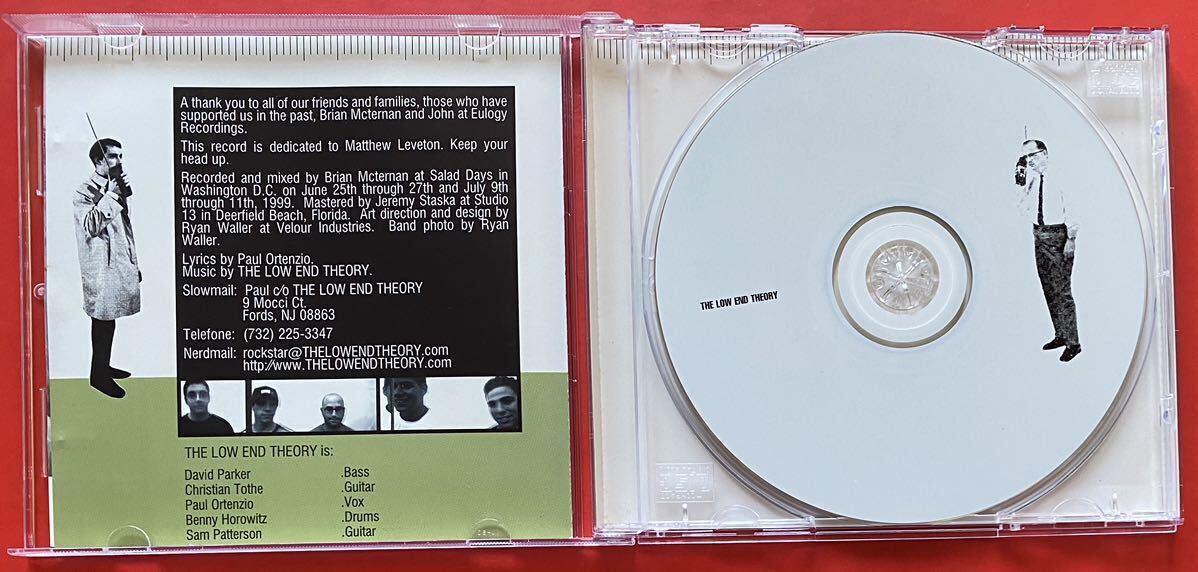 A thank you to all of our friends and families, those who have
supported us in the past, Brian Mcternan and John at Eulogy
Recordings.
This record is dedicated to Matthew Leveton. Keep your
head up.
Recorded and mixed by Brian Mcternan at Salad Days in
Washington D.C. on June 25th through 27th and July 9th
through 11th, 1999. Mastered by Jeremy Staska at Studio
13 in Deerfield Beach, Florida. Art direction and design by
Ryan Waller at Velour Industries. Band photo by Ryan
Waller.
Lyrics by Paul Ortenzio.
Music by THE LOW END THEORY.
Slowmail: Paul c/o THE LOW END THEORY
9 Mocci Ct.
Fords, NJ 08863
Telefone: (732) 225-3347
Nerdmail: rockstar@THELOWENDTHEORY.com
http://www.THELOWENDTHEORY.com
THE LOW END THEORY is:
David Parker .Bass
Christian Tothe .Guitar
Paul Ortenzio .Vox
Benny Horowitz .Drums
Sam Patterson .Guitar
THE LOW END THEORY